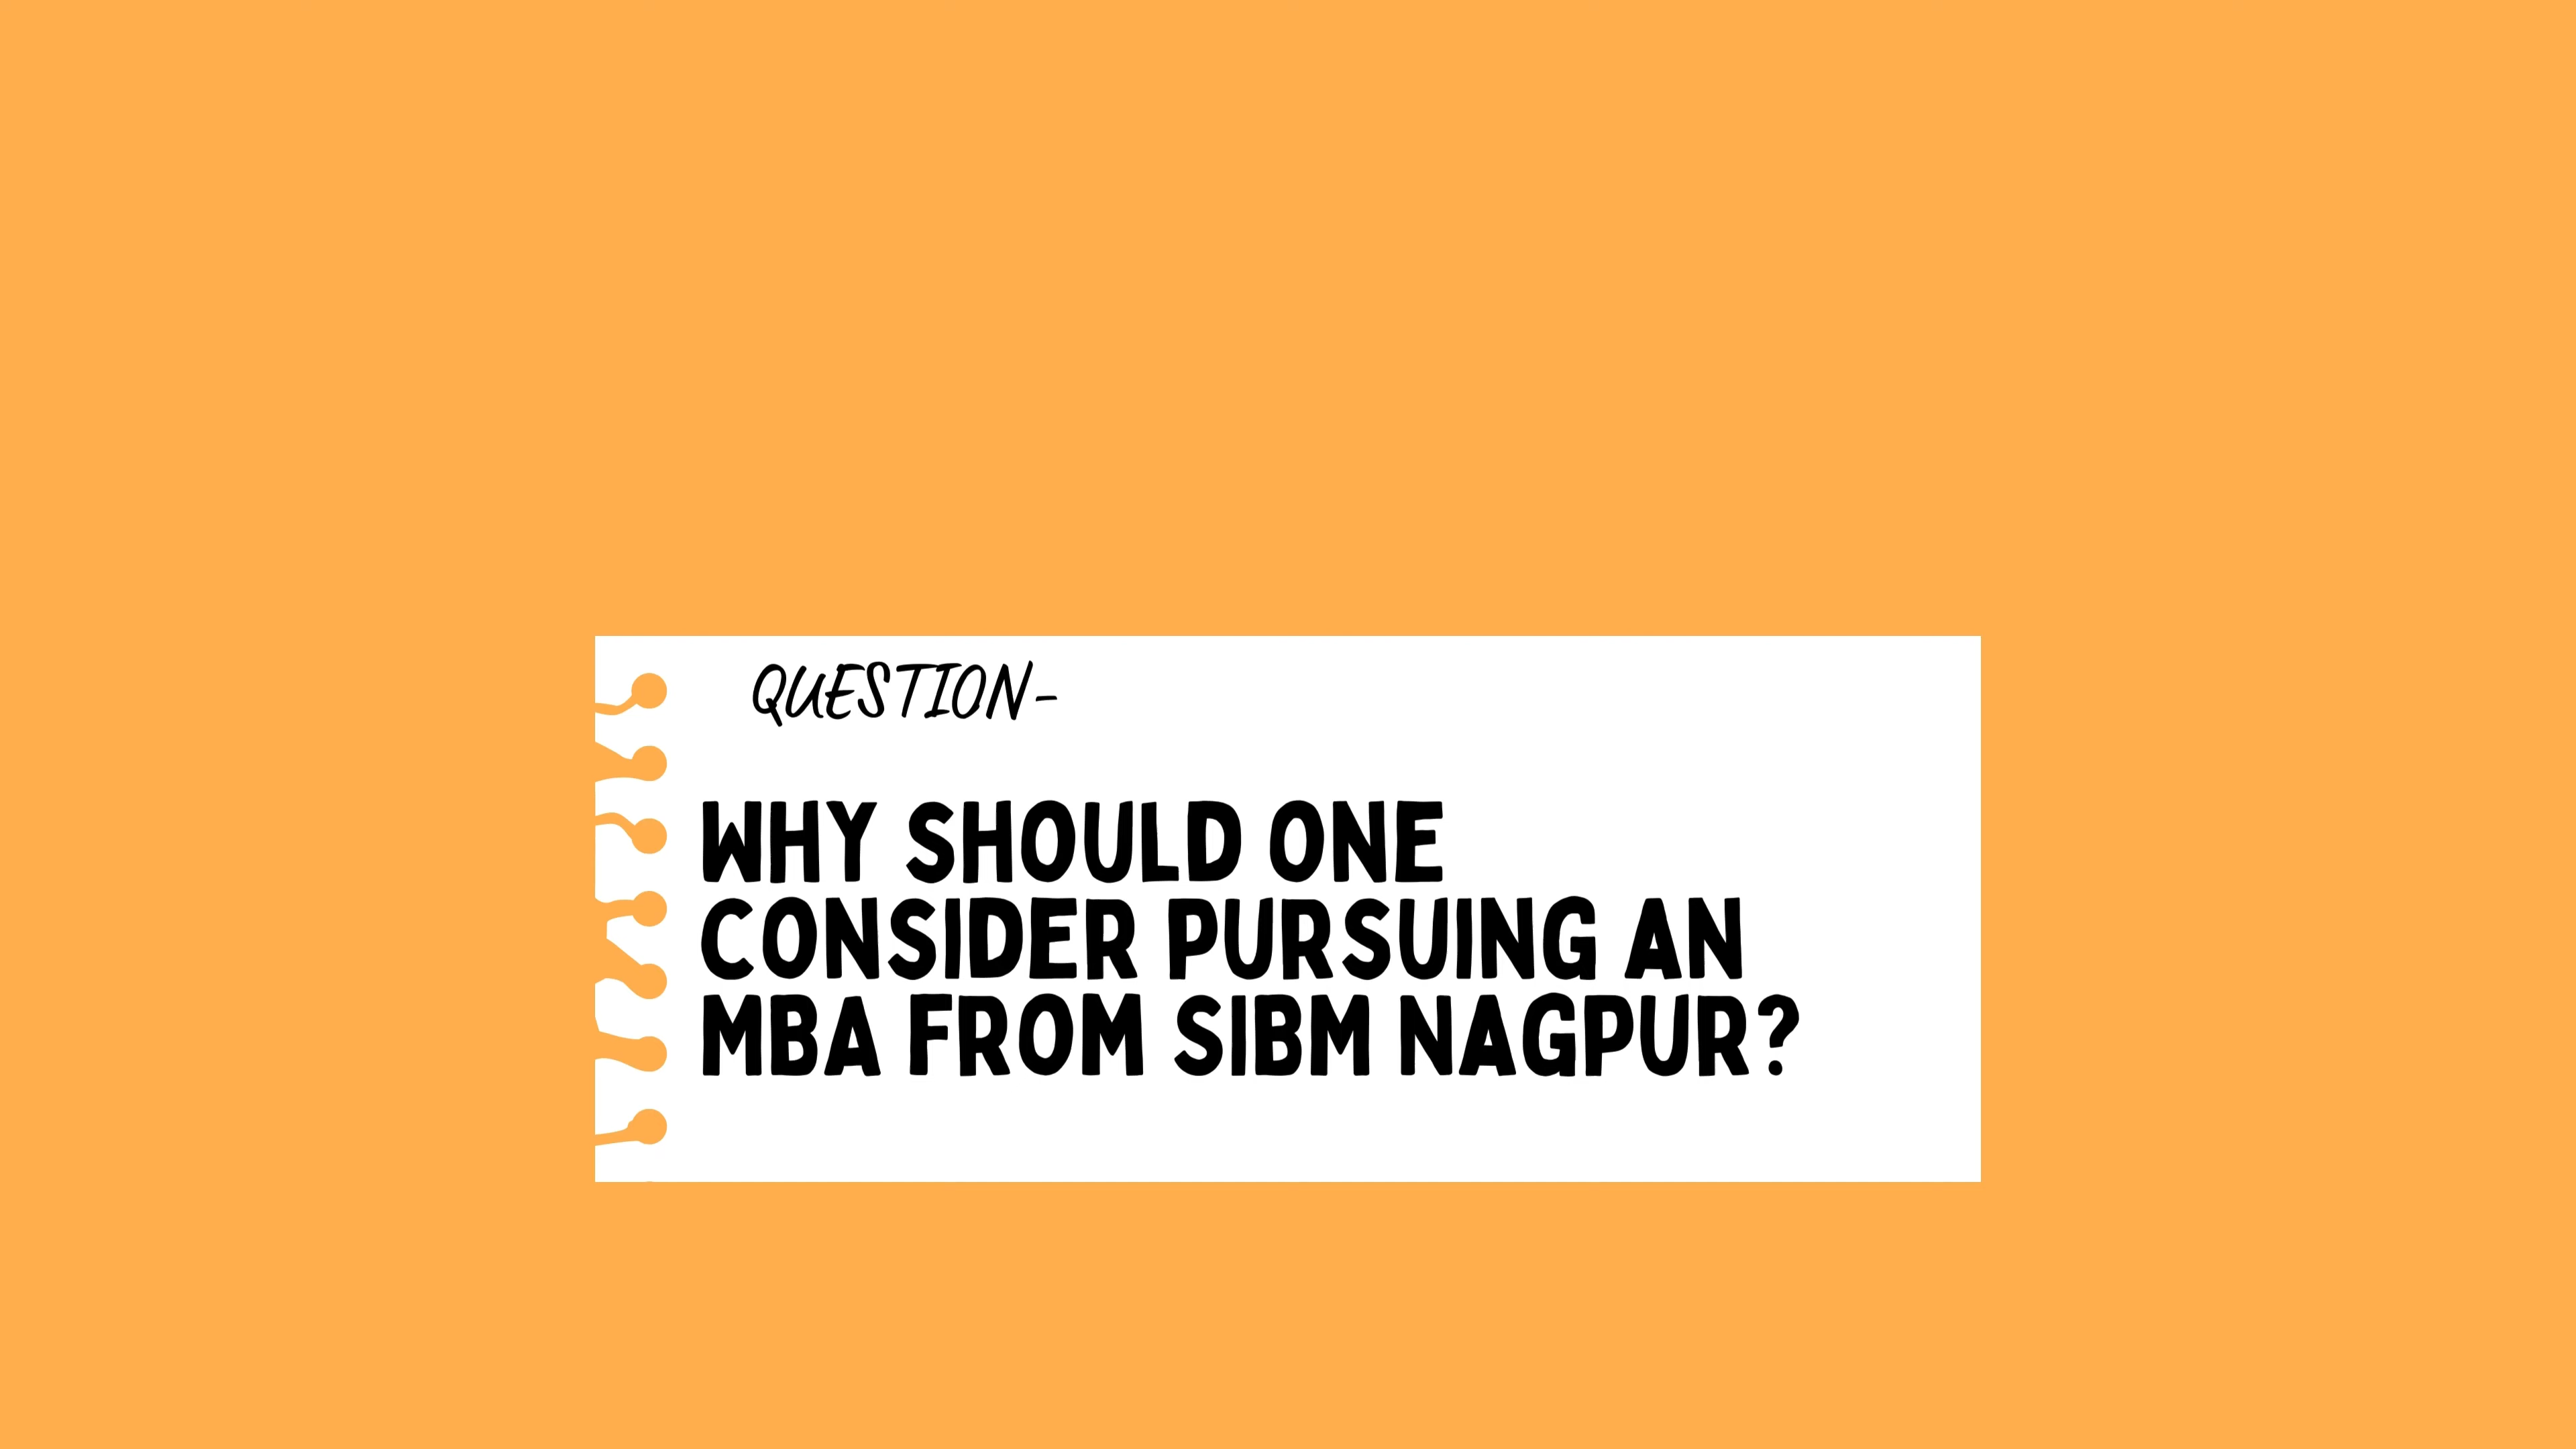 QUESTION-
WHY SHOULD ONE
CONSIDER PURSUING AN
MBA FROM SIBM NAGPUR?